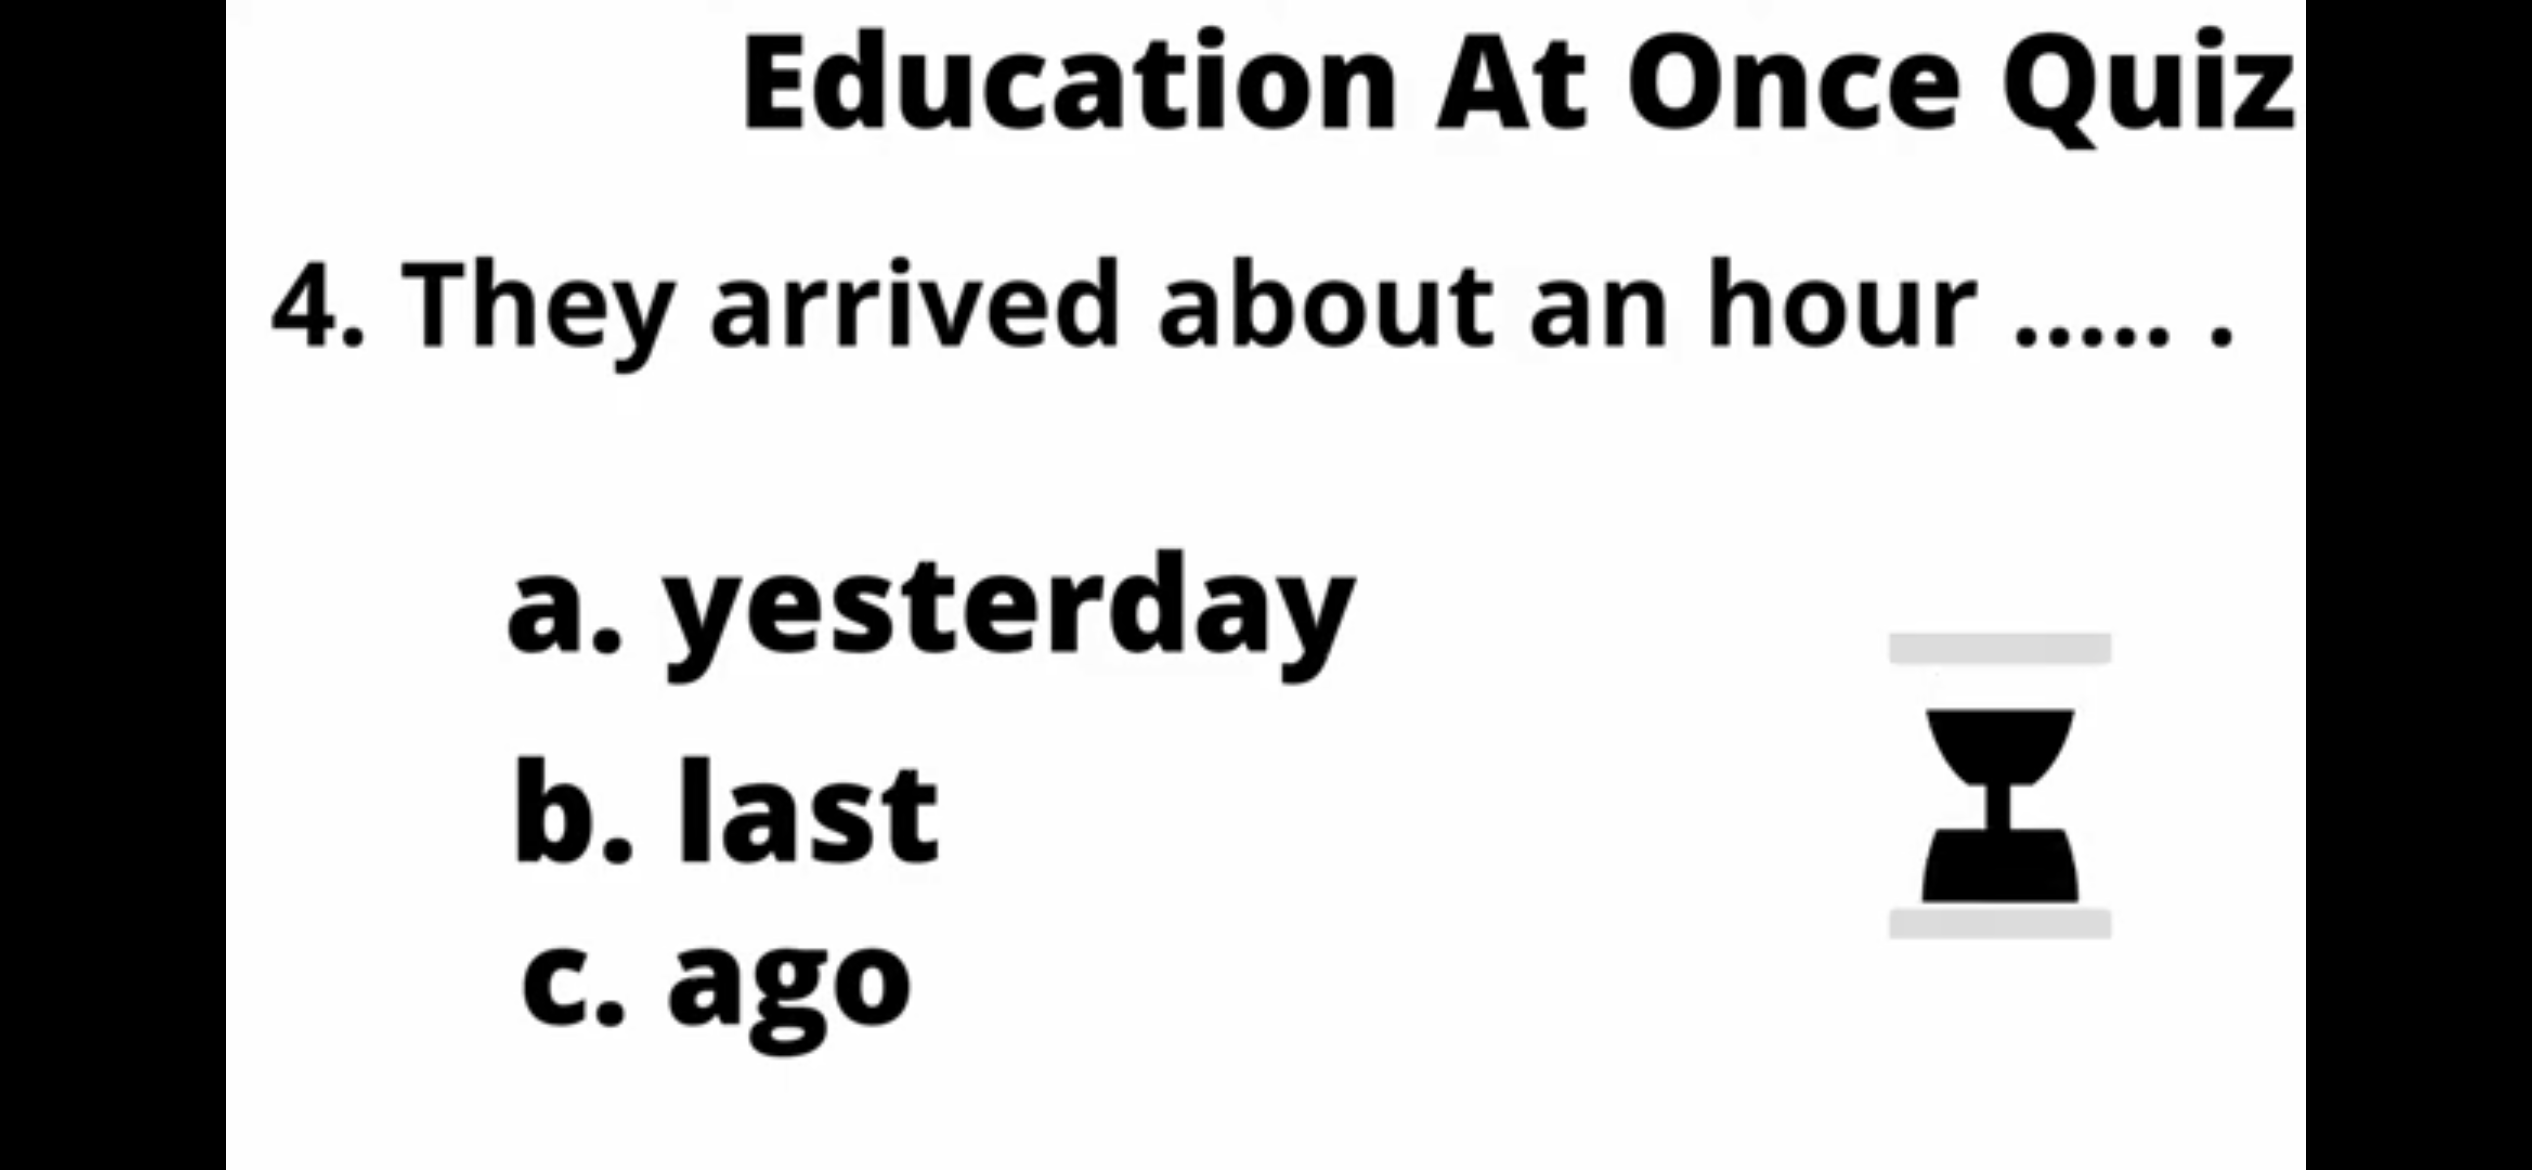 Education At Once Quiz
4. They arrived about an hour ..... .
a. yesterday
b. last
c. ago